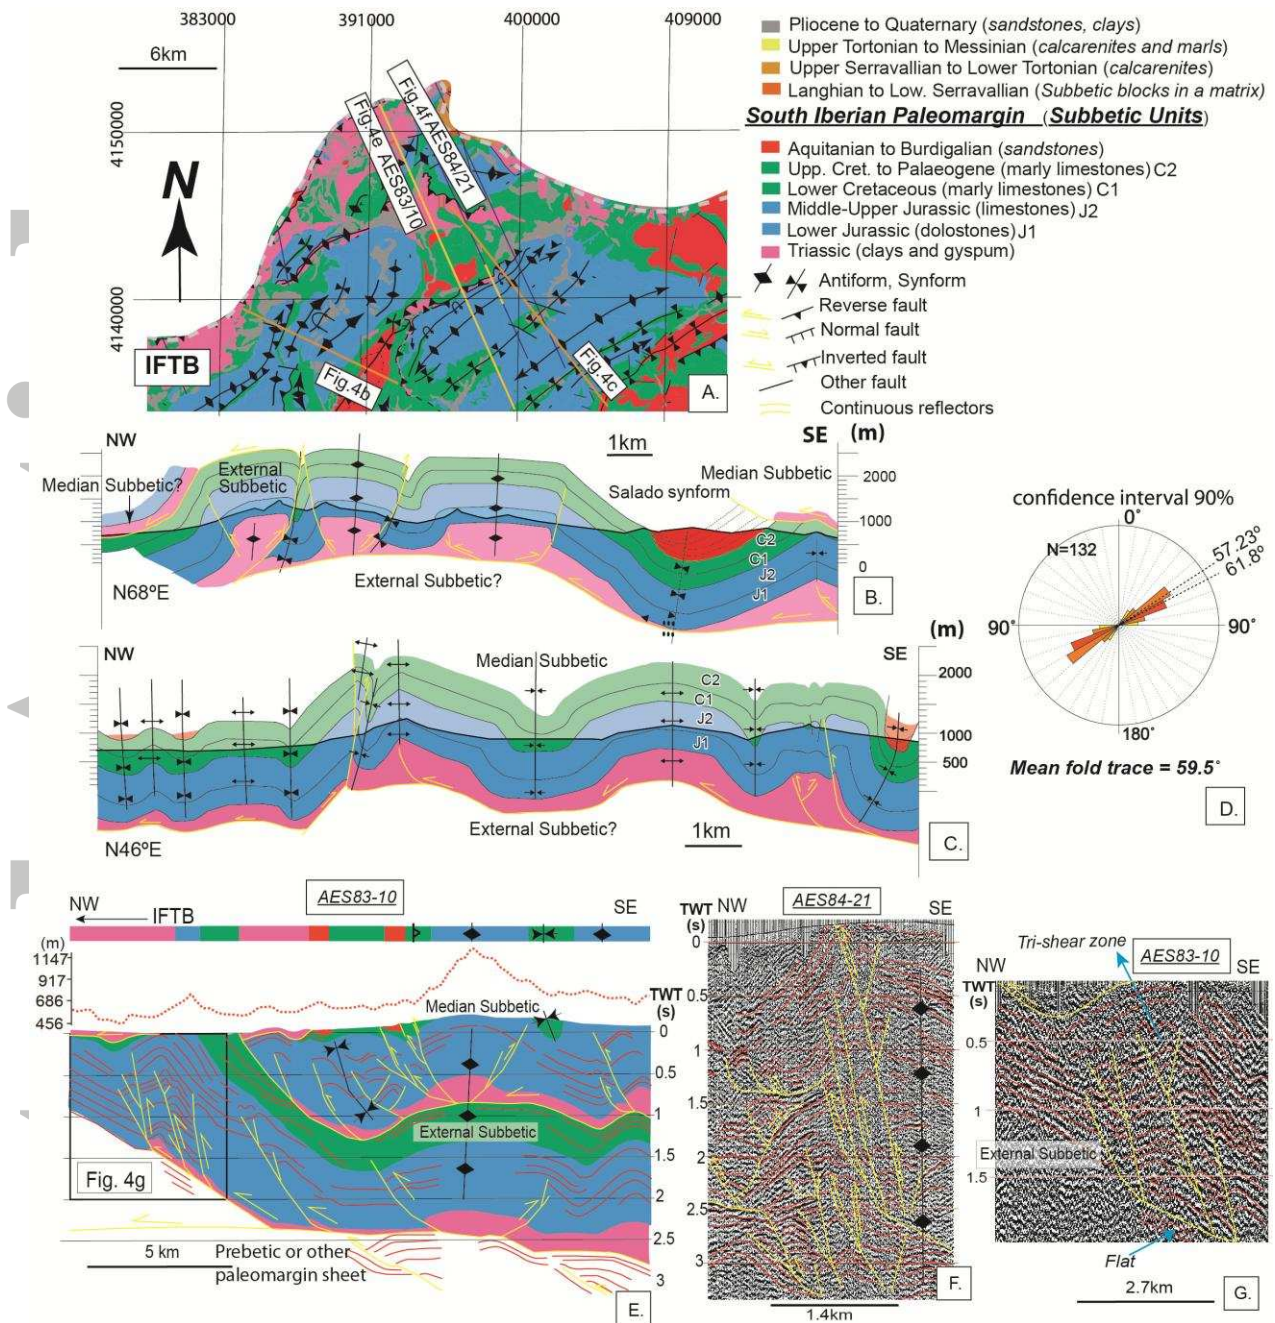 383000 391000 400000 409000
6km
4150000
4140000
N
Fig.4e AES83/10
Fig.4f AES84/21
IFTB
Fig.4b
Fig.4c
A.
Pliocene to Quaternary (sandstones, clays)
Upper Tortonian to Messinian (calcarenites and marls)
Upper Serravallian to Lower Tortonian (calcarenites)
Langhian to Low. Serravallian (Subbetic blocks in a matrix)
South Iberian Paleomargin (Subbetic Units)
Aquitanian to Burdigalian (sandstones)
Upp. Cret. to Palaeogene (marly limestones) C2
Lower Cretaceous (marly limestones) C1
Middle-Upper Jurassic (limestones) J2
Lower Jurassic (dolostones) J1
Triassic (clays and gyspum)
Antiform, Synform
Reverse fault
Normal fault
Inverted fault
Other fault
Continuous reflectors
NW
SE (m)
1km
Median Subbetic?
External
Subbetic
Median Subbetic
Salado synform
2000
1000
0
C2
C1
J2
J1
External Subbetic?
N68ºE
B.
NW
SE
(m)
Median Subbetic
C2
C1
J2
J1
2000
1000
500
External Subbetic?
1km
N46ºE
C.
confidence interval 90%
0°
N=132
57.23°
61.8°
90°
90°
180°
Mean fold trace = 59.5°
D.
NW
IFTB
AES83-10
SE
(m)
1147
917
686
456
Median Subbetic
TWT
(s)
0
0.5
1
1.5
2
2.5
3
External Subbetic
Fig. 4g
5 km
Prebetic or other
paleomargin sheet
E.
TWT
(s)
NW
AES84-21
SE
0
0.5
1
1.5
2
2.5
3
F.
1.4km
Tri-shear zone
NW
AES83-10
SE
TWT
(s)
0.5
1
1.5
External Subbetic
Flat
2.7km
G.